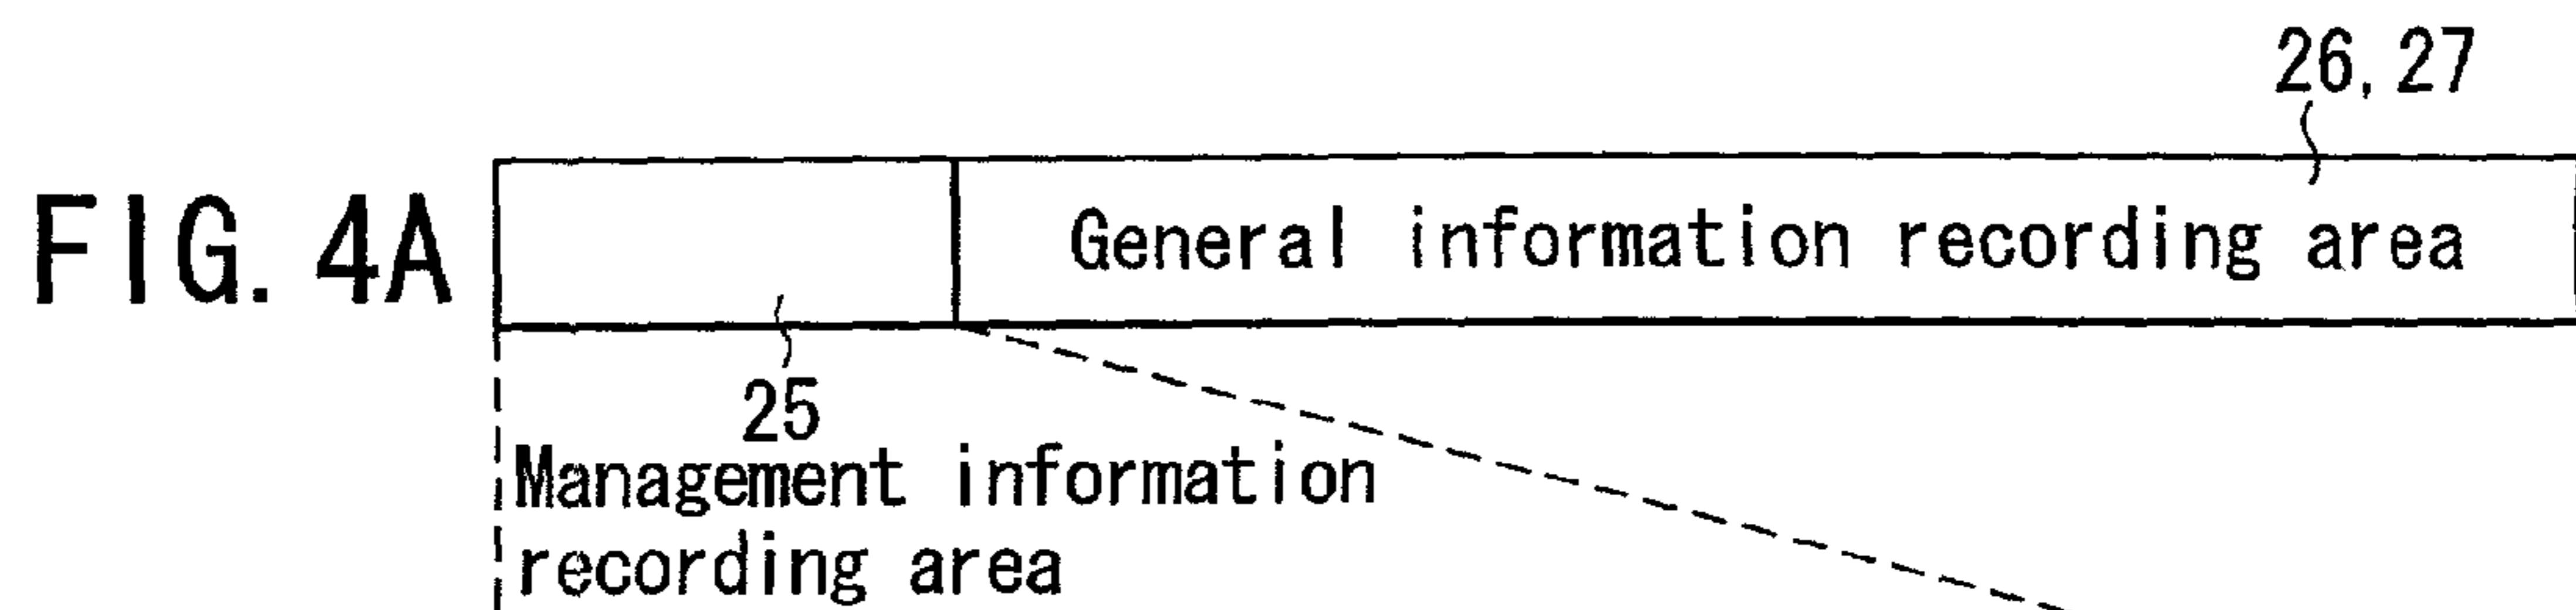 26, 27
FIG. 4A
General information recording area
25
Management information
recording area